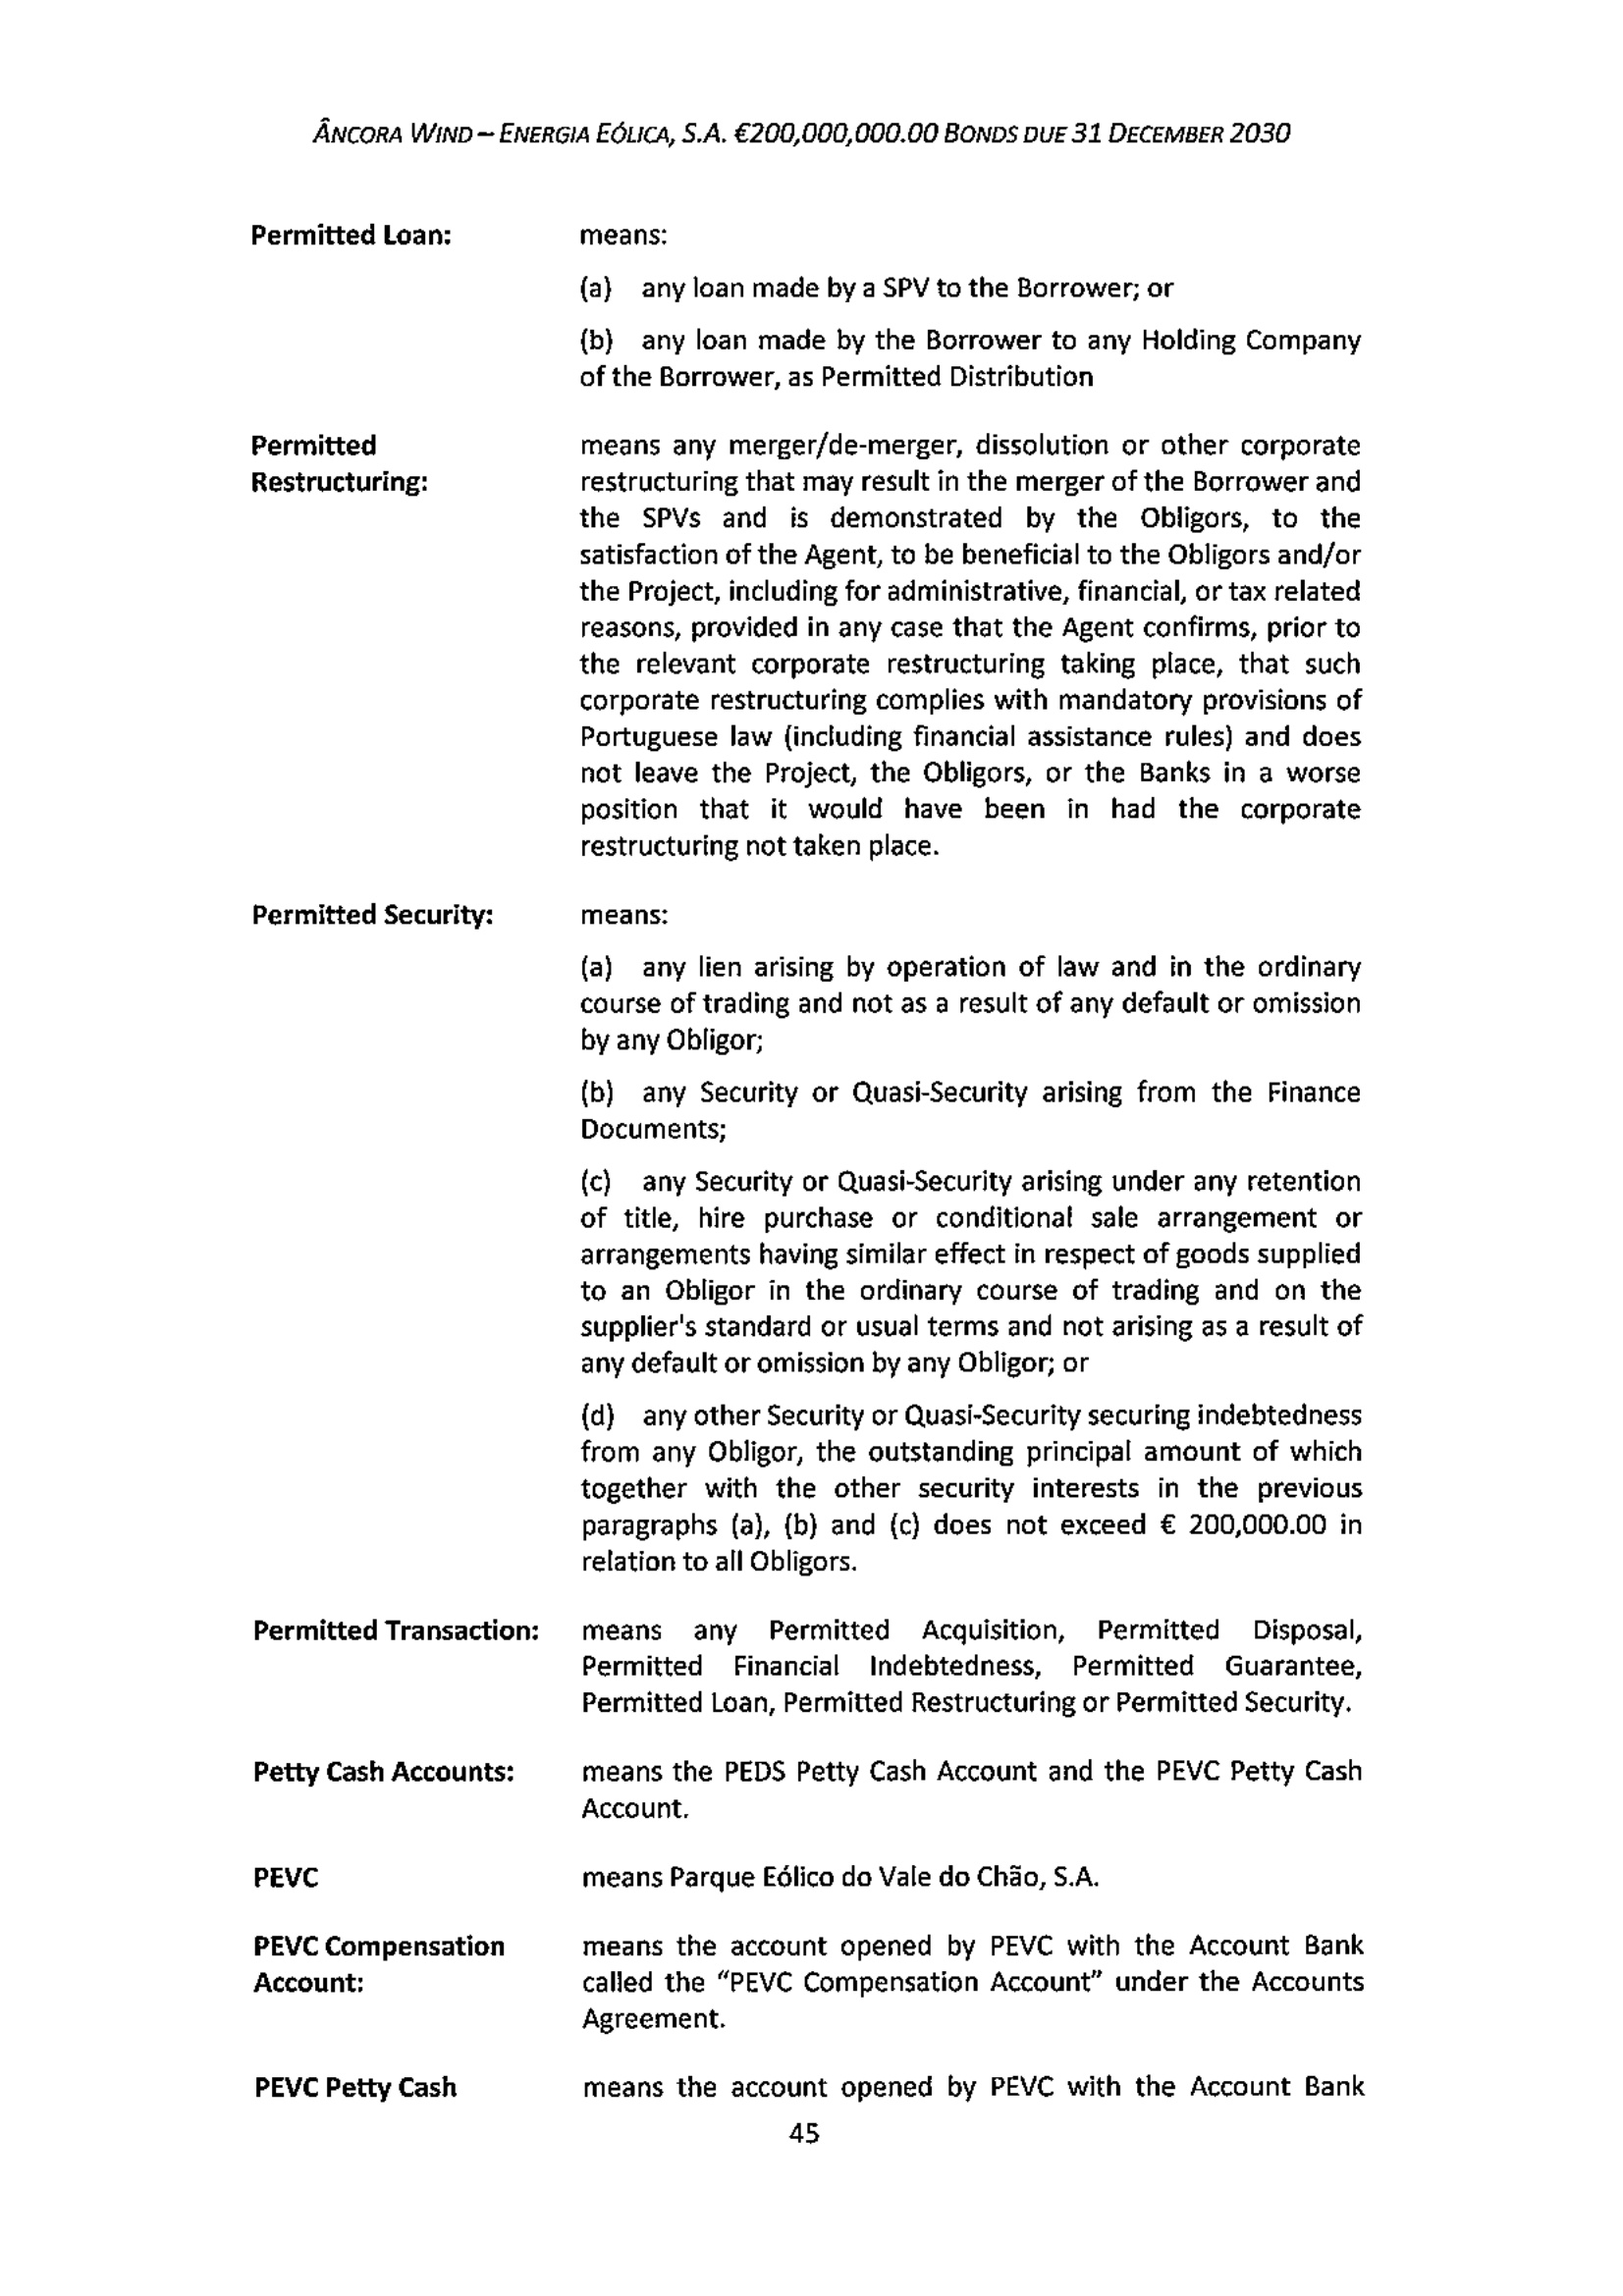 ÂNCORA WIND – ENERGIA EÓLICA, S.A. €200,000,000.00 BONDS DUE 31 DECEMBER 2030
Permitted Loan: means:
(a) any loan made by a SPV to the Borrower; or
(b) any loan made by the Borrower to any Holding Company
of the Borrower, as Permitted Distribution
Permitted means any merger/de-merger, dissolution or other corporate
Restructuring: restructuring that may result in the merger of the Borrower and
the SPVs and is demonstrated by the Obligors, to the
satisfaction of the Agent, to be beneficial to the Obligors and/or
the Project, including for administrative, financial, or tax related
reasons, provided in any case that the Agent confirms, prior to
the relevant corporate restructuring taking place, that such
corporate restructuring complies with mandatory provisions of
Portuguese law (including financial assistance rules) and does
not leave the Project, the Obligors, or the Banks in a worse
position that it would have been in had the corporate
restructuring not taken place.
Permitted Security: means:
(a) any lien arising by operation of law and in the ordinary
course of trading and not as a result of any default or omission
by any Obligor;
(b) any Security or Quasi-Security arising from the Finance
Documents;
(c) any Security or Quasi-Security arising under any retention
of title, hire purchase or conditional sale arrangement or
arrangements having similar effect in respect of goods supplied
to an Obligor in the ordinary course of trading and on the
supplier's standard or usual terms and not arising as a result of
any default or omission by any Obligor; or
(d) any other Security or Quasi-Security securing indebtedness
from any Obligor, the outstanding principal amount of which
together with the other security interests in the previous
paragraphs (a), (b) and (c) does not exceed € 200,000.00 in
relation to all Obligors.
Permitted Transaction: means any Permitted Acquisition, Permitted Disposal,
Permitted Financial Indebtedness, Permitted Guarantee,
Permitted Loan, Permitted Restructuring or Permitted Security.
Petty Cash Accounts: means the PEDS Petty Cash Account and the PEVC Petty Cash
Account.
PEVC means Parque Eólico do Vale do Chão, S.A.
PEVC Compensation means the account opened by PEVC with the Account Bank
Account: called the “PEVC Compensation Account” under the Accounts
Agreement.
PEVC Petty Cash means the account opened by PEVC with the Account Bank
45